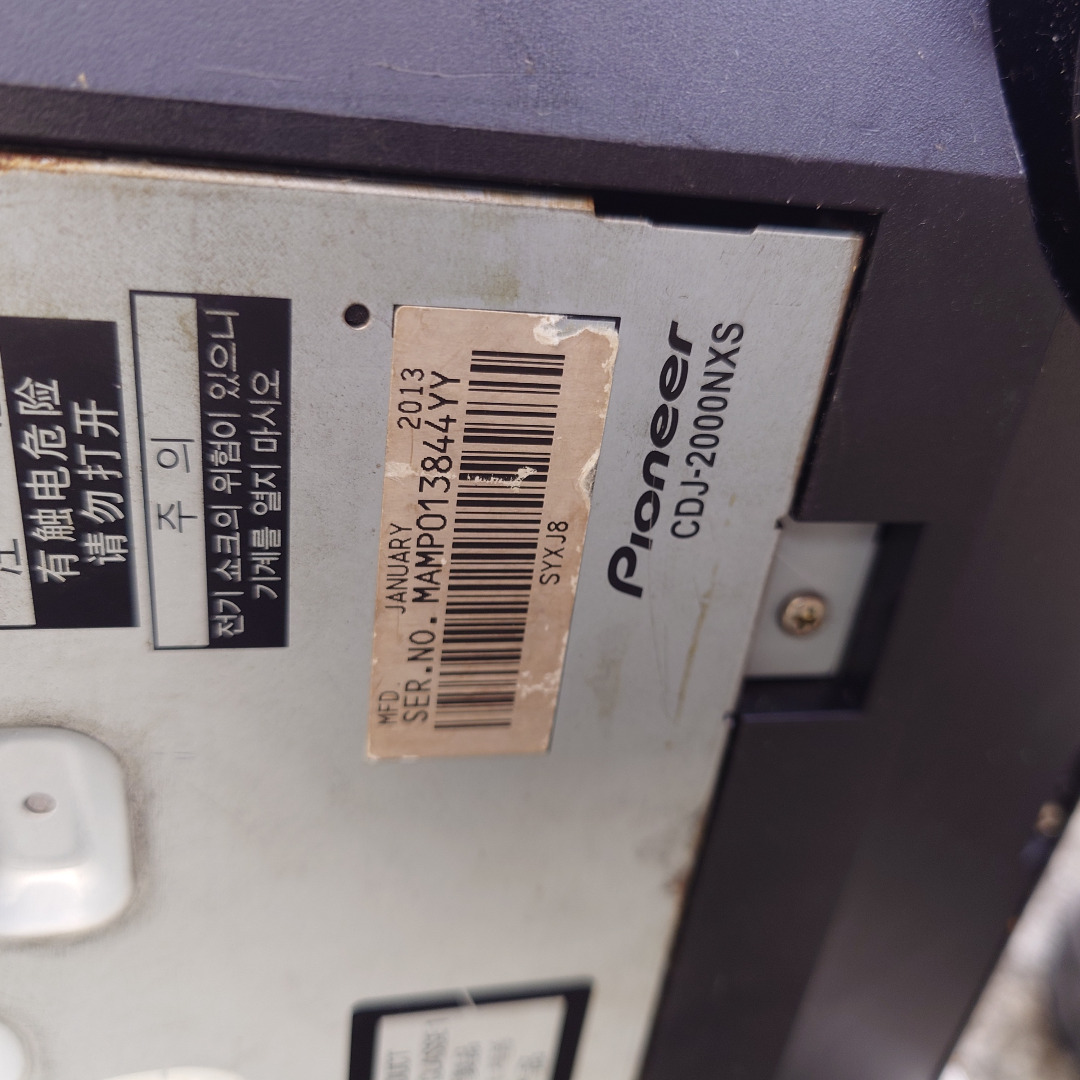 有触电危险
请勿打开
주 의
전기 쇼크의 위험이 있으니
기계를 열지 마시오
MFD. JANUARY 2013
SER.NO. MAMP013844YY
SYXJ8
Pioneer
CDJ-2000NXS